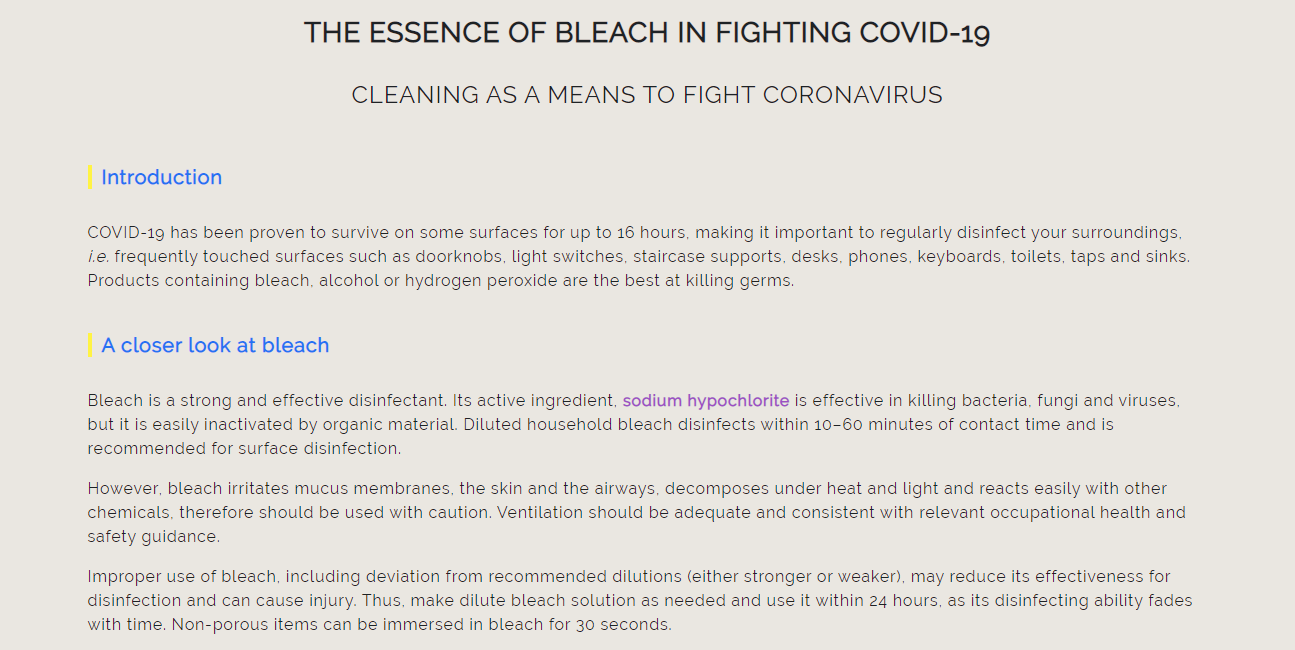 THE ESSENCE OF BLEACH IN FIGHTING COVID-19
CLEANING AS A MEANS TO FIGHT CORONAVIRUS
Introduction
COVID-19 has been proven to survive on some surfaces for up to 16 hours, making it important to regularly disinfect your surroundings,
i.e. frequently touched surfaces such as doorknobs, light switches, staircase supports, desks, phones, keyboards, toilets, taps and sinks.
Products containing bleach, alcohol or hydrogen peroxide are the best at killing germs.
A closer look at bleach
Bleach is a strong and effective disinfectant. Its active ingredient, sodium hypochlorite is effective in killing bacteria, fungi and viruses,
but it is easily inactivated by organic material. Diluted household bleach disinfects within 10–60 minutes of contact time and is
recommended for surface disinfection.
However, bleach irritates mucus membranes, the skin and the airways, decomposes under heat and light and reacts easily with other
chemicals, therefore should be used with caution. Ventilation should be adequate and consistent with relevant occupational health and
safety guidance.
Improper use of bleach, including deviation from recommended dilutions (either stronger or weaker), may reduce its effectiveness for
disinfection and can cause injury. Thus, make dilute bleach solution as needed and use it within 24 hours, as its disinfecting ability fades
with time. Non-porous items can be immersed in bleach for 30 seconds.